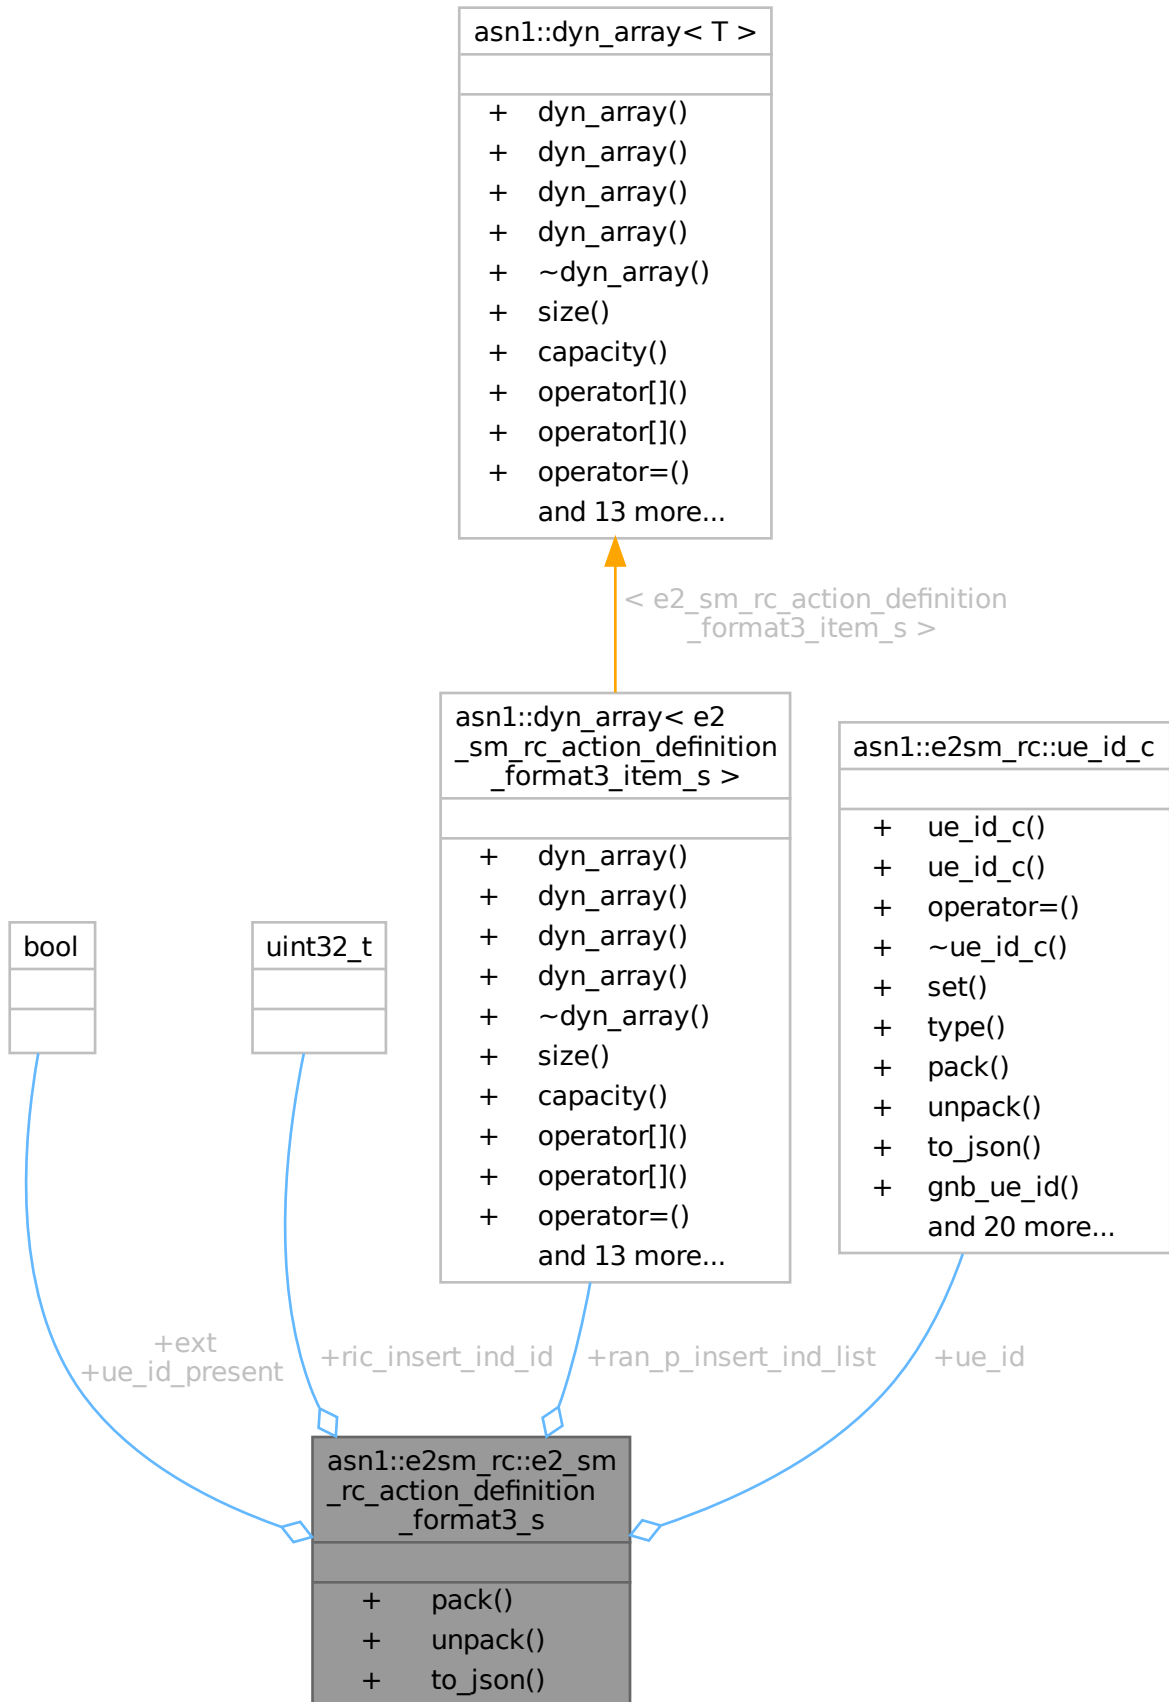 asn1::dyn_array< T >
+ dyn_array()
+ dyn_array()
+ dyn_array()
+ dyn_array()
+ ~dyn_array()
+ size()
+ capacity()
+ operator[]()
+ operator[]()
+ operator=()
and 13 more...
< e2_sm_rc_action_definition
_format3_item_s >
asn1::dyn_array< e2
_sm_rc_action_definition
_format3_item_s >
+ dyn_array()
+ dyn_array()
+ dyn_array()
+ dyn_array()
+ ~dyn_array()
+ size()
+ capacity()
+ operator[]()
+ operator[]()
+ operator=()
and 13 more...
asn1::e2sm_rc::ue_id_c
+ ue_id_c()
+ ue_id_c()
+ operator=()
+ ~ue_id_c()
+ set()
+ type()
+ pack()
+ unpack()
+ to_json()
+ gnb_ue_id()
and 20 more...
bool
uint32_t
+ext
+ue_id_present
+ric_insert_ind_id
+ran_p_insert_ind_list
+ue_id
asn1::e2sm_rc::e2_sm
_rc_action_definition
_format3_s
+ pack()
+ unpack()
+ to_json()